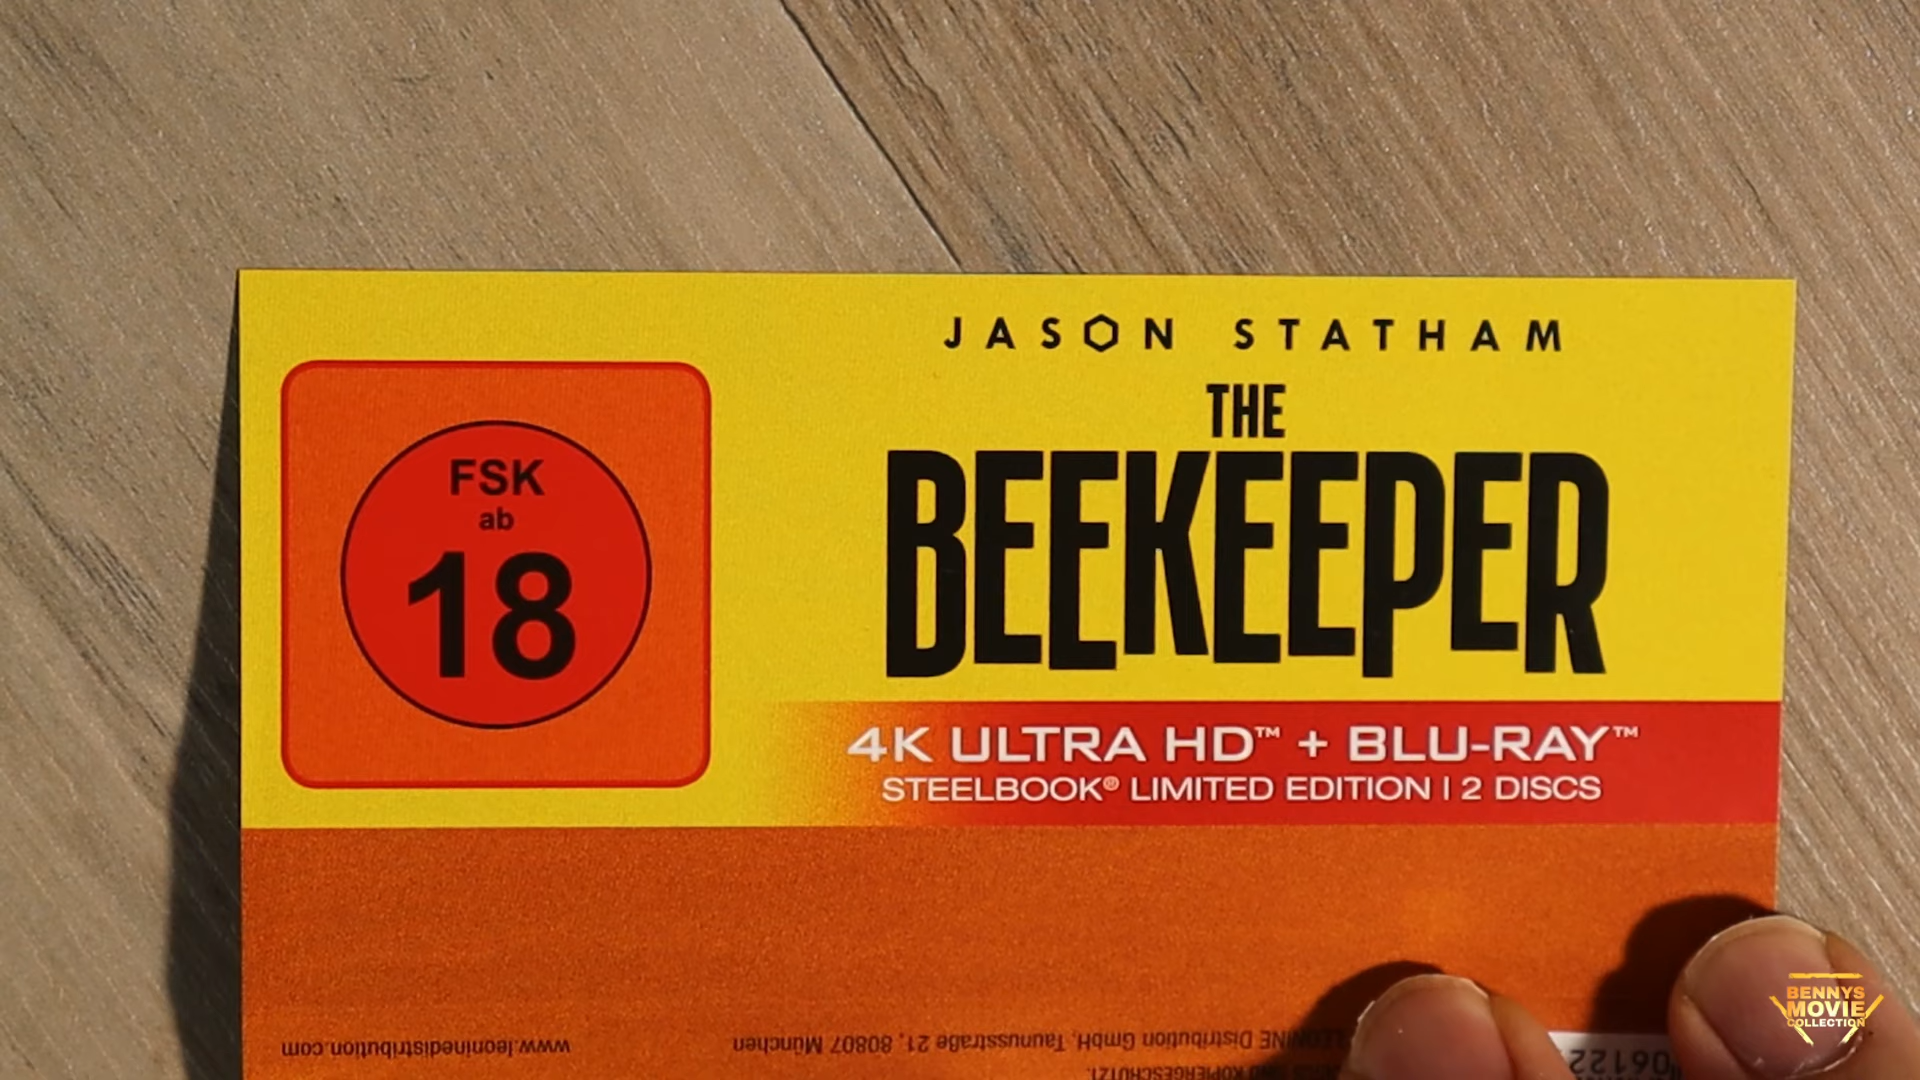 JASON STATHAM
THE
BEEKEEPER
FSK
ab
18
4K ULTRA HD™ + BLU-RAY™
STEELBOOK® LIMITED EDITION | 2 DISCS
www.leoninedistribution.com
Distribution GmbH, Taunusstraße 21, 80807 München
BENNYS
MOVIE
COLLECTION